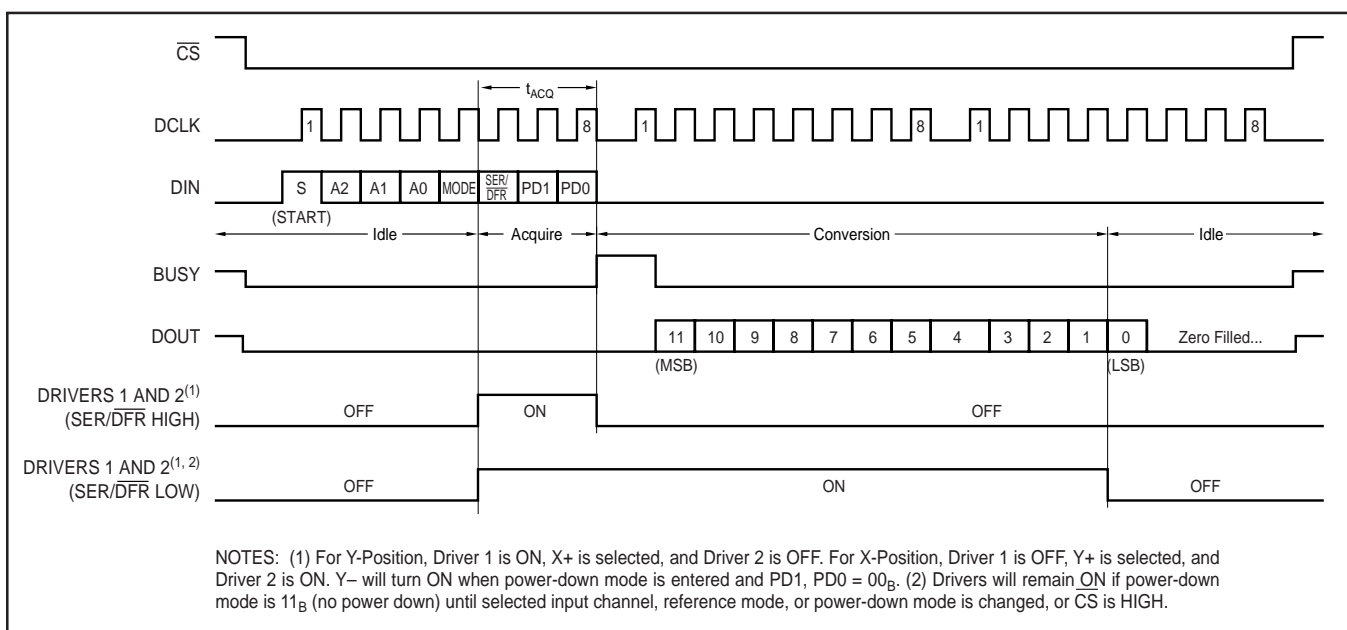 CS
tACQ
DCLK 1 8 1 8 1 8
DIN S A2 A1 A0 MODE SER/DFR PD1 PD0
(START)
Idle Acquire Conversion Idle
BUSY
DOUT 11 10 9 8 7 6 5 4 3 2 1 0 Zero Filled...
(MSB) (LSB)
DRIVERS 1 AND 2(1)
(SER/DFR HIGH) OFF ON OFF
DRIVERS 1 AND 2(1, 2)
(SER/DFR LOW) OFF ON OFF
NOTES: (1) For Y-Position, Driver 1 is ON, X+ is selected, and Driver 2 is OFF. For X-Position, Driver 1 is OFF, Y+ is selected, and
Driver 2 is ON. Y– will turn ON when power-down mode is entered and PD1, PD0 = 00B. (2) Drivers will remain ON if power-down
mode is 11B (no power down) until selected input channel, reference mode, or power-down mode is changed, or CS is HIGH.